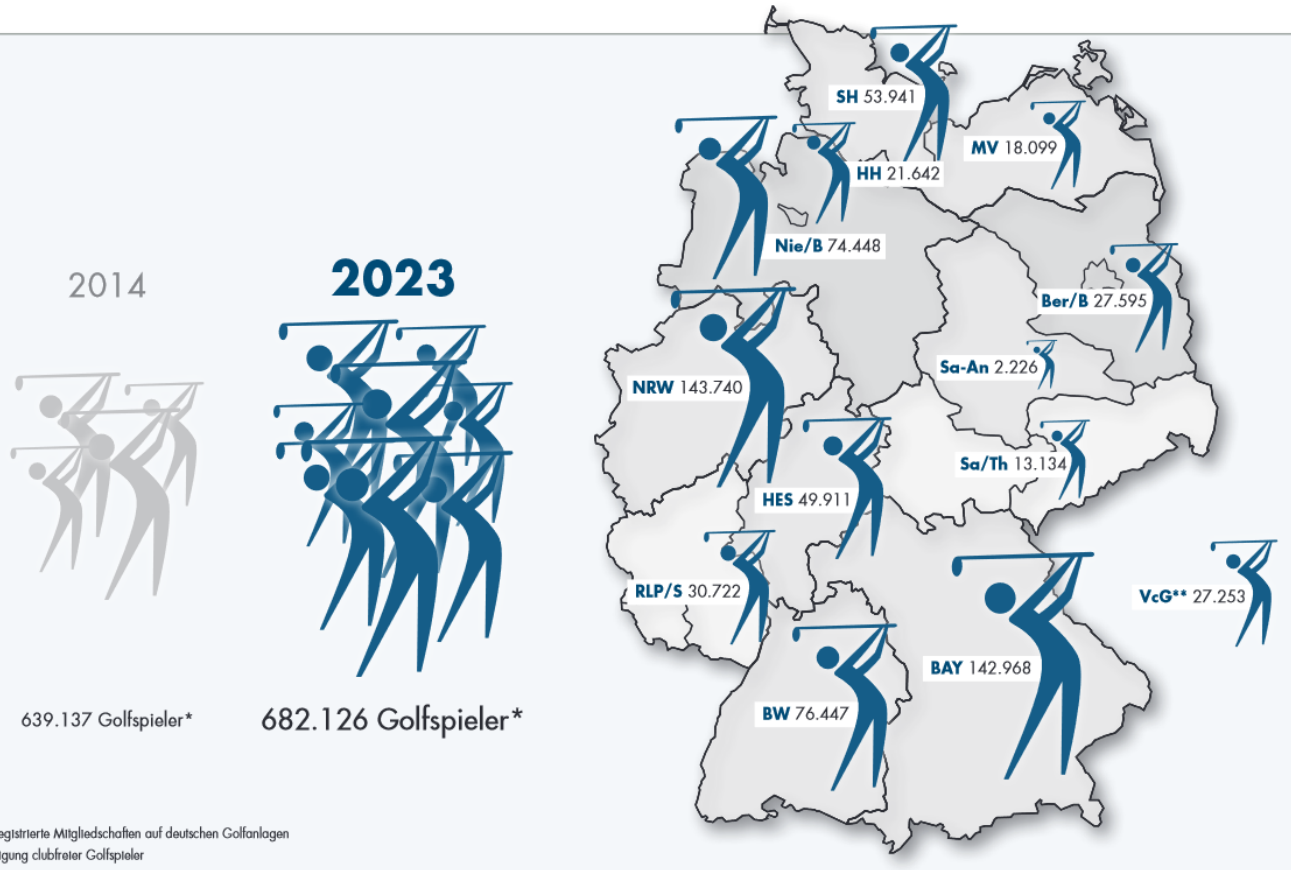 2014
2023
639.137 Golfspieler*
682.126 Golfspieler*
SH 53.941
MV 18.099
HH 21.642
Nie/B 74.448
Ber/B 27.595
Sa-An 2.226
NRW 143.740
Sa/Th 13.134
HES 49.911
RLP/S 30.722
VcG** 27.253
BAY 142.968
BW 76.447
egistrierte Mitgliedschaften auf deutschen Golfanlagen
igung clubfreier Golfspieler